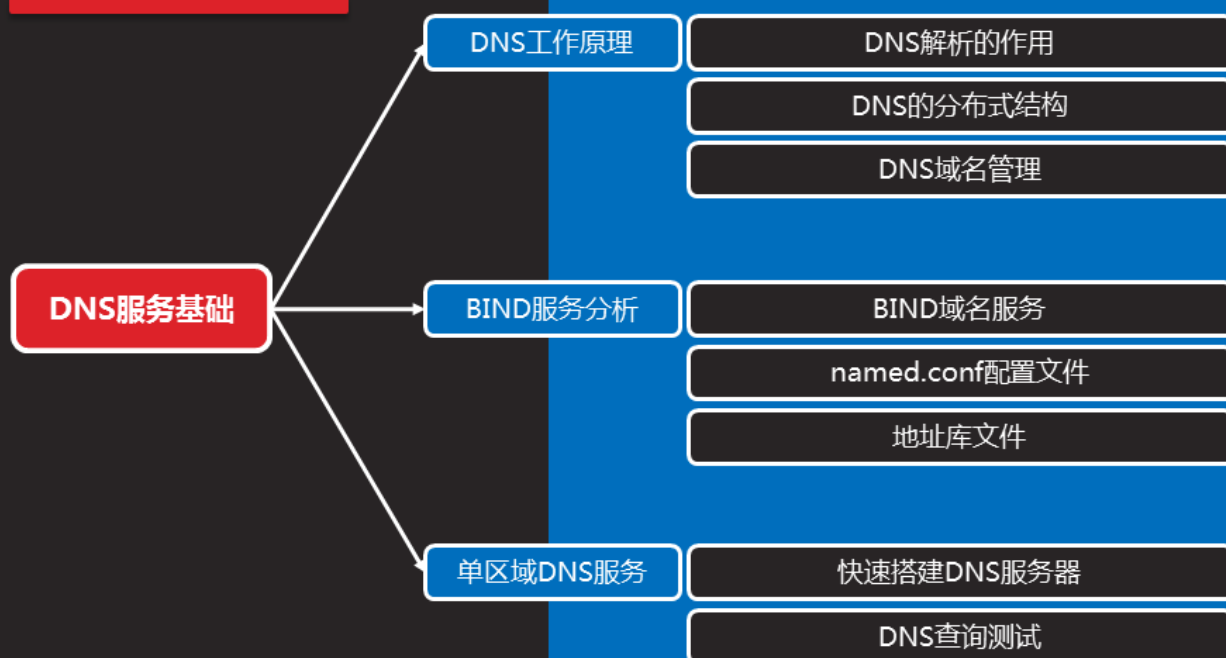 DNS服务基础
DNS工作原理
DNS解析的作用
DNS的分布式结构
DNS域名管理
BIND服务分析
BIND域名服务
named.conf配置文件
地址库文件
单区域DNS服务
快速搭建DNS服务器
DNS查询测试